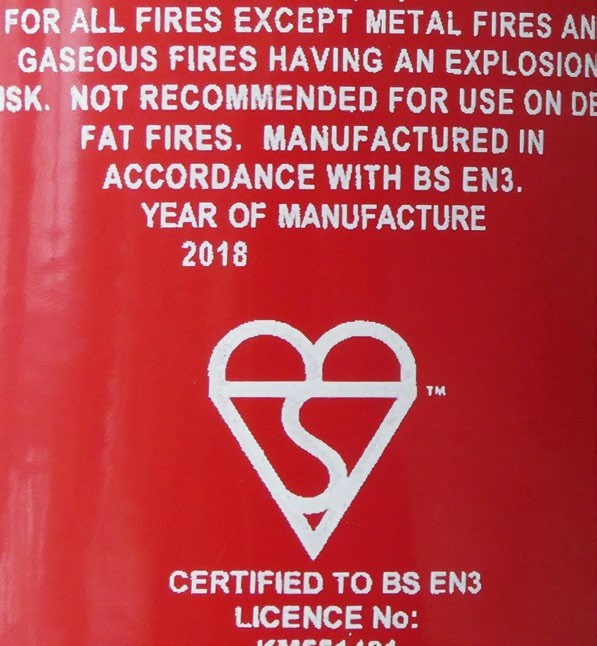 FOR ALL FIRES EXCEPT METAL FIRES AN
GASEOUS FIRES HAVING AN EXPLOSION
ISK. NOT RECOMMENDED FOR USE ON DE
FAT FIRES. MANUFACTURED IN
ACCORDANCE WITH BS EN3.
YEAR OF MANUFACTURE
2018
TM
CERTIFIED TO BS EN3
LICENCE No: